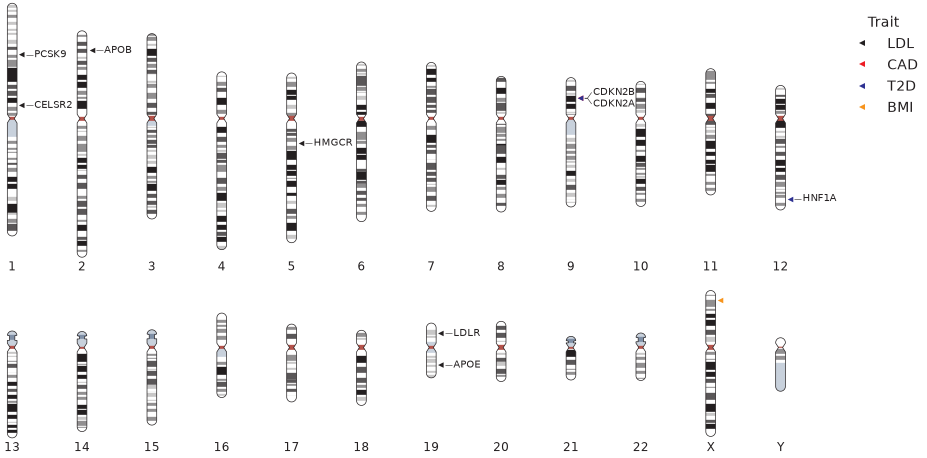 Trait
LDL
CAD
T2D
BMI
PCSK9
CELSR2
APOB
HMGCR
CDKN2B
CDKN2A
HNF1A
1 2 3 4 5 6 7 8 9 10 11 12
LDLR
APOE
13 14 15 16 17 18 19 20 21 22 X Y